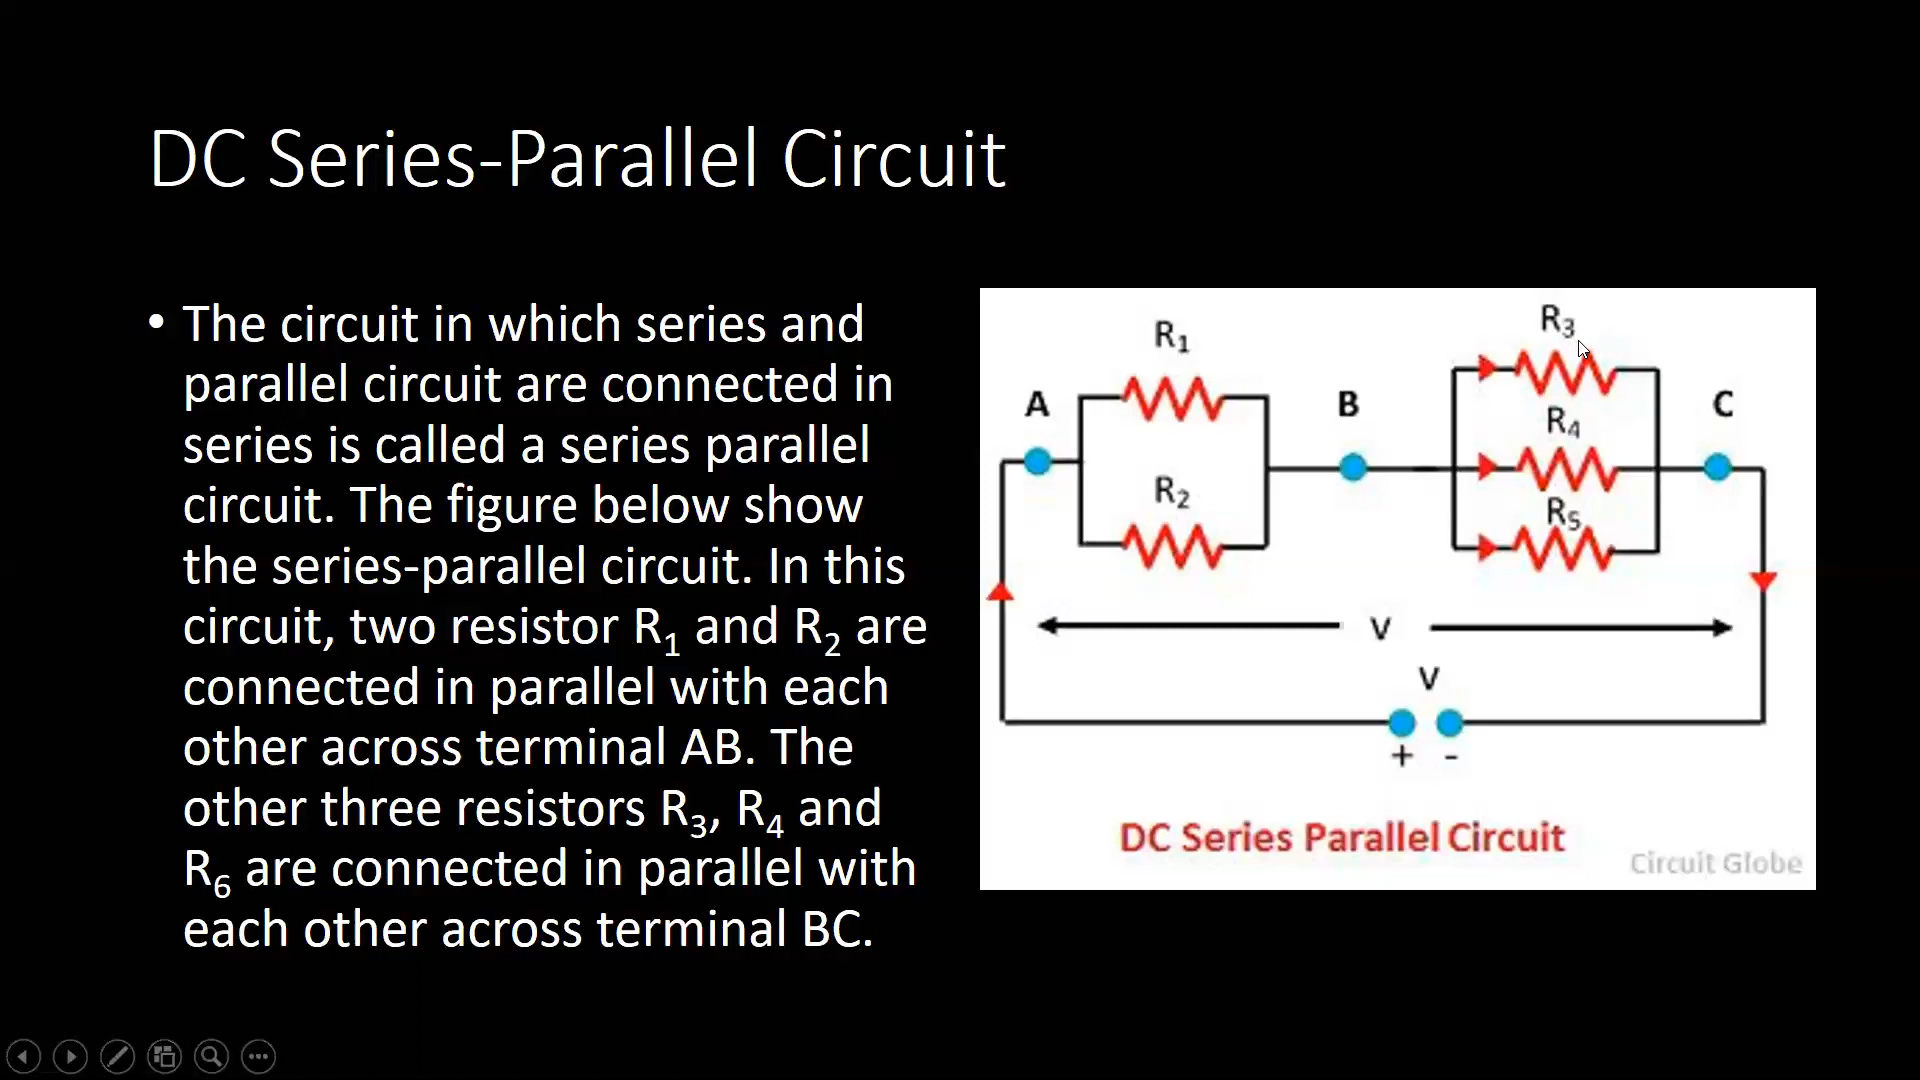 DC Series-Parallel Circuit
• The circuit in which series and
parallel circuit are connected in
series is called a series parallel
circuit. The figure below show
the series-parallel circuit. In this
circuit, two resistor R₁ and R₂ are
connected in parallel with each
other across terminal AB. The
other three resistors R₃, R₄ and
R₆ are connected in parallel with
each other across terminal BC.
R₃
R₁
A
B
C
R₄
R₂
R₅
V
V
+ -
DC Series Parallel Circuit
Circuit Globe